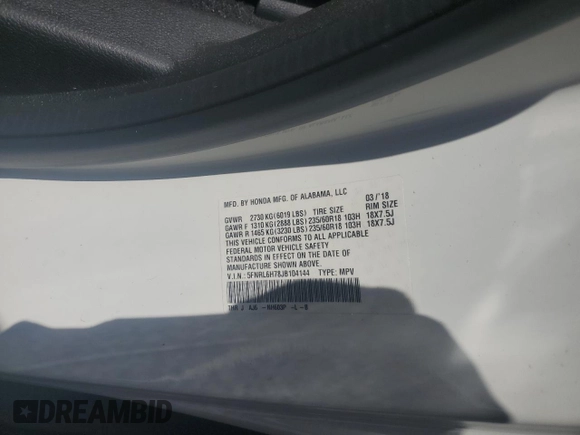 MFD. BY HONDA MFG. OF ALABAMA, LLC 03/'18
GVWR 2730 KG(6019 LBS) TIRE SIZE RIM SIZE
GAWR F 1310 KG(2888 LBS) 235/60R18 103H 18X7.5J
GAWR R 1465 KG(3230 LBS) 235/60R18 103H 18X7.5J
THIS VEHICLE CONFORMS TO ALL APPLICABLE
FEDERAL MOTOR VEHICLE SAFETY
STANDARDS IN EFFECT ON THE DATE OF
MANUFACTURE SHOWN ABOVE.
V.I.N.: 5FNRL6H78JB104144 TYPE: MPV
DREAMBID